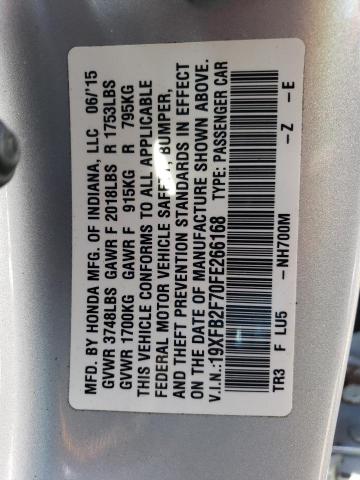 MFD. BY HONDA MFG. OF INDIANA, LLC 06/'15
GVWR 3748LBS GAWR F 2018LBS R 1753LBS
GVWR 1700KG GAWR F 915KG R 795KG
THIS VEHICLE CONFORMS TO ALL APPLICABLE
FEDERAL MOTOR VEHICLE SAFETY, BUMPER,
AND THEFT PREVENTION STANDARDS IN EFFECT
ON THE DATE OF MANUFACTURE SHOWN ABOVE.
V.I.N.:19XFB2F70FE266168 TYPE: PASSENGER CAR
TR3 F LU5 -NH700M -Z -E